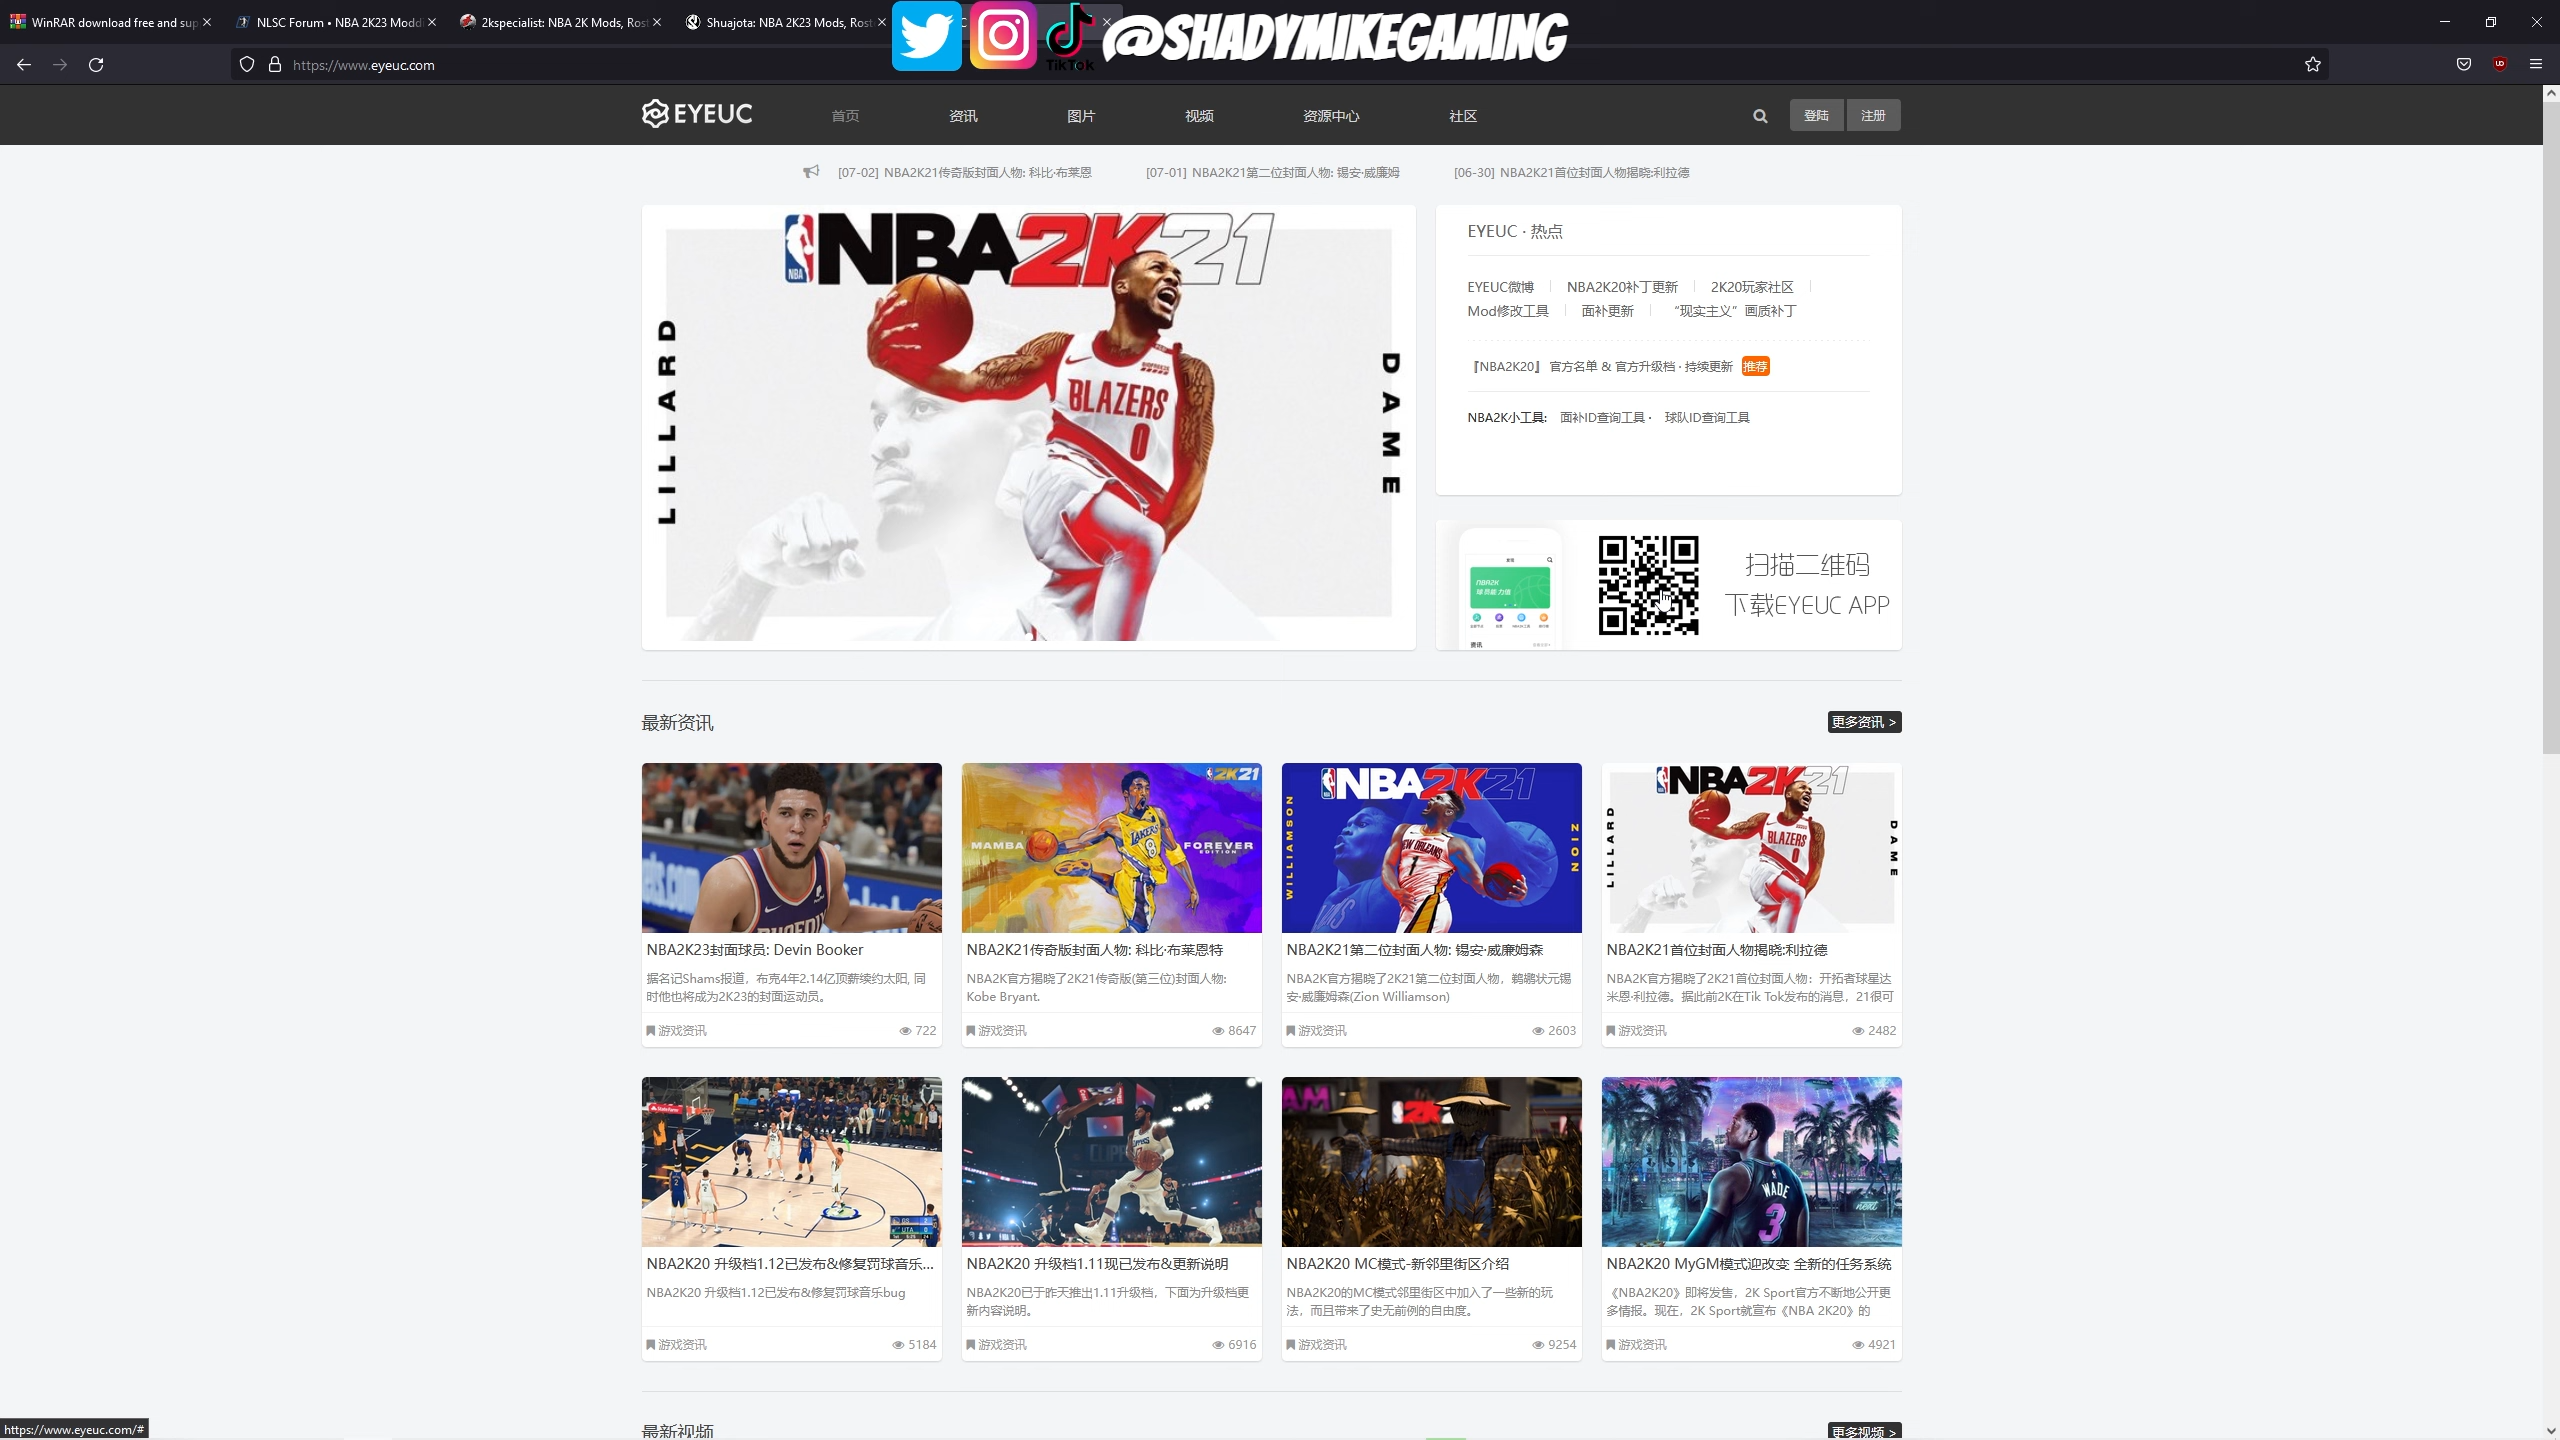 WinRAR download free and sup
NLSC Forum • NBA 2K23 Moddi
2kspecialist: NBA 2K Mods, Rost
Shuajota: NBA 2K23 Mods, Rost
TikTok
@SHADYMIKEGAMING
https://www.eyeuc.com
EYEUC
首页
资讯
图片
视频
资源中心
社区
登陆
注册
[07-02] NBA2K21传奇版封面人物: 科比·布莱恩
[07-01] NBA2K21第二位封面人物: 锡安·威廉姆
[06-30] NBA2K21首位封面人物揭晓:利拉德
NBA
NBA2K21
LILLARD
DAME
BLAZERS
0
EYEUC · 热点
EYEUC微博
NBA2K20补丁更新
2K20玩家社区
Mod修改工具
面补更新
“现实主义” 画质补丁
『NBA2K20』 官方名单 & 官方升级档 · 持续更新 推荐
NBA2K小工具: 面补ID查询工具 · 球队ID查询工具
NBA2K
球员能力值
资讯
扫描二维码
下载EYEUC APP
最新资讯
更多资讯 >
2K21
MAMBA
FOREVER
EDITION
LAKERS
8
NBA2K21
WILLIAMSON
ZION
NEW ORLEANS
1
NBA2K21
LILLARD
DAME
BLAZERS
0
NBA2K23封面球员: Devin Booker
据名记Shams报道，布克4年2.14亿顶薪续约太阳, 同
时他也将成为2K23的封面运动员。
游戏资讯
722
NBA2K21传奇版封面人物: 科比·布莱恩特
NBA2K官方揭晓了2K21传奇版(第三位)封面人物:
Kobe Bryant.
游戏资讯
8647
NBA2K21第二位封面人物: 锡安·威廉姆森
NBA2K官方揭晓了2K21第二位封面人物，鹈鹕状元锡
安·威廉姆森(Zion Williamson)
游戏资讯
2603
NBA2K21首位封面人物揭晓:利拉德
NBA2K官方揭晓了2K21首位封面人物：开拓者球星达
米恩·利拉德。据此前2K在Tik Tok发布的消息，21很可
游戏资讯
2482
WADE
3
NBA2K20 升级档1.12已发布&修复罚球音乐...
NBA2K20 升级档1.12已发布&修复罚球音乐bug
游戏资讯
5184
NBA2K20 升级档1.11现已发布&更新说明
NBA2K20已于昨天推出1.11升级档，下面为升级档更
新内容说明。
游戏资讯
6916
NBA2K20 MC模式-新邻里街区介绍
NBA2K20的MC模式邻里街区中加入了一些新的玩
法，而且带来了史无前例的自由度。
游戏资讯
9254
NBA2K20 MyGM模式迎改变 全新的任务系统
《NBA2K20》即将发售，2K Sport官方不断地公开更
多情报。现在，2K Sport就宣布《NBA 2K20》的
游戏资讯
4921
最新视频
更多视频 >
https://www.eyeuc.com/#